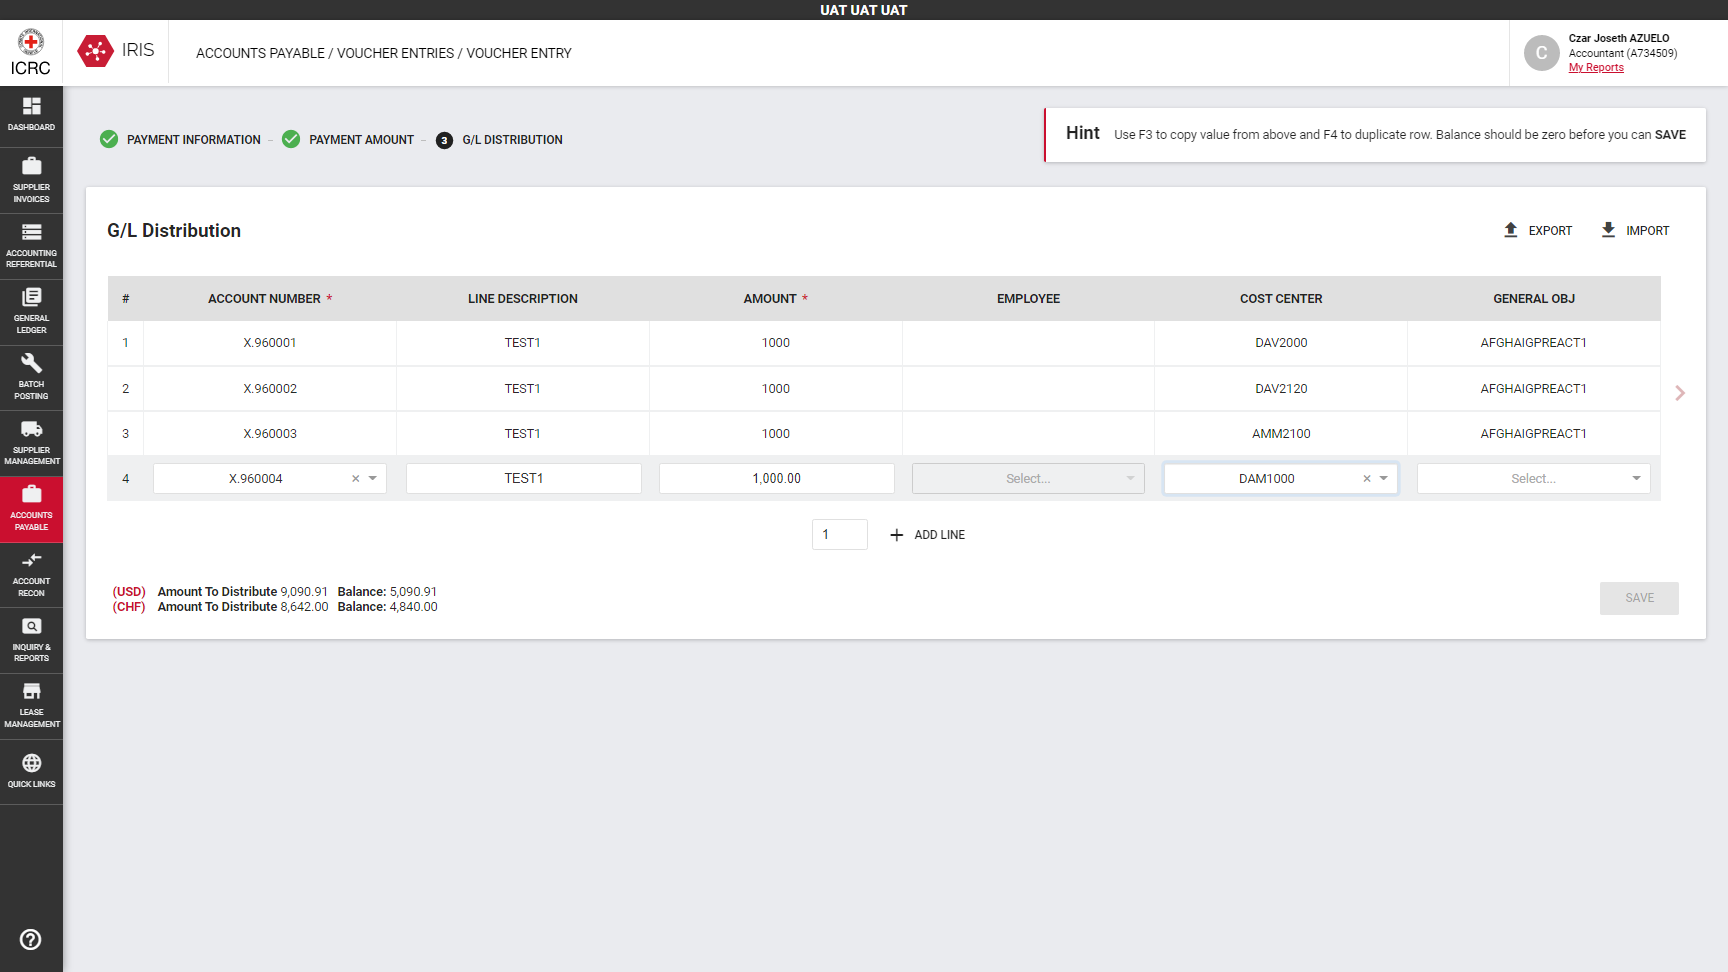 UAT UAT UAT
ICRC
IRIS
ACCOUNTS PAYABLE / VOUCHER ENTRIES / VOUCHER ENTRY
C
Czar Joseth AZUELO
Accountant (A734509)
My Reports
DASHBOARD
SUPPLIER
INVOICES
ACCOUNTING
REFERENTIAL
GENERAL
LEDGER
BATCH
POSTING
SUPPLIER
MANAGEMENT
ACCOUNTS
PAYABLE
ACCOUNT
RECON
INQUIRY &
REPORTS
LEASE
MANAGEMENT
QUICK LINKS
PAYMENT INFORMATION - PAYMENT AMOUNT - 3 G/L DISTRIBUTION
Hint Use F3 to copy value from above and F4 to duplicate row. Balance should be zero before you can SAVE
G/L Distribution
EXPORT IMPORT
# ACCOUNT NUMBER * LINE DESCRIPTION AMOUNT * EMPLOYEE COST CENTER GENERAL OBJ
1 X.960001 TEST1 1000 DAV2000 AFGHAIGPREACT1
2 X.960002 TEST1 1000 DAV2120 AFGHAIGPREACT1
3 X.960003 TEST1 1000 AMM2100 AFGHAIGPREACT1
4 X.960004 × TEST1 1,000.00 Select... DAM1000 × Select...
1 + ADD LINE
(USD) Amount To Distribute 9,090.91 Balance: 5,090.91
(CHF) Amount To Distribute 8,642.00 Balance: 4,840.00
SAVE